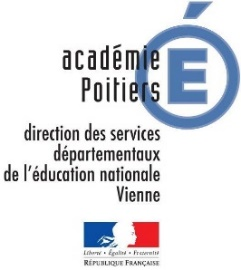 académie
Poitiers
É
direction des services
départementaux
de l'éducation nationale
Vienne
Liberté • Égalité • Fraternité
RÉPUBLIQUE FRANÇAISE